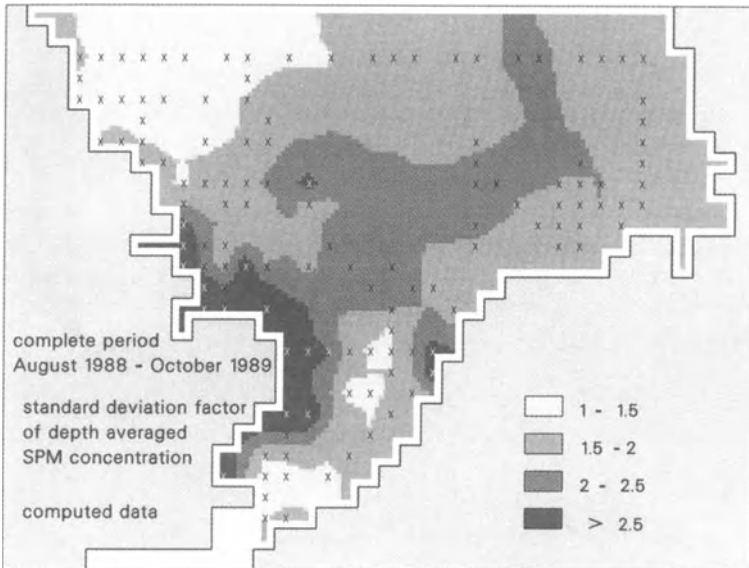 complete period
August 1988 - October 1989
standard deviation factor
of depth averaged
SPM concentration
computed data
1 - 1.5
1.5 - 2
2 - 2.5
> 2.5